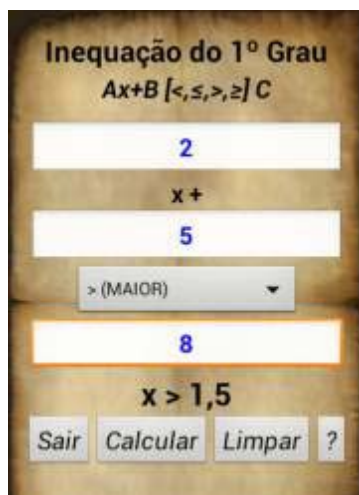 Inequação do 1º Grau
Ax+B [<,≤,>,≥] C
2
x +
5
> (MAIOR)
8
x > 1,5
Sair Calcular Limpar ?